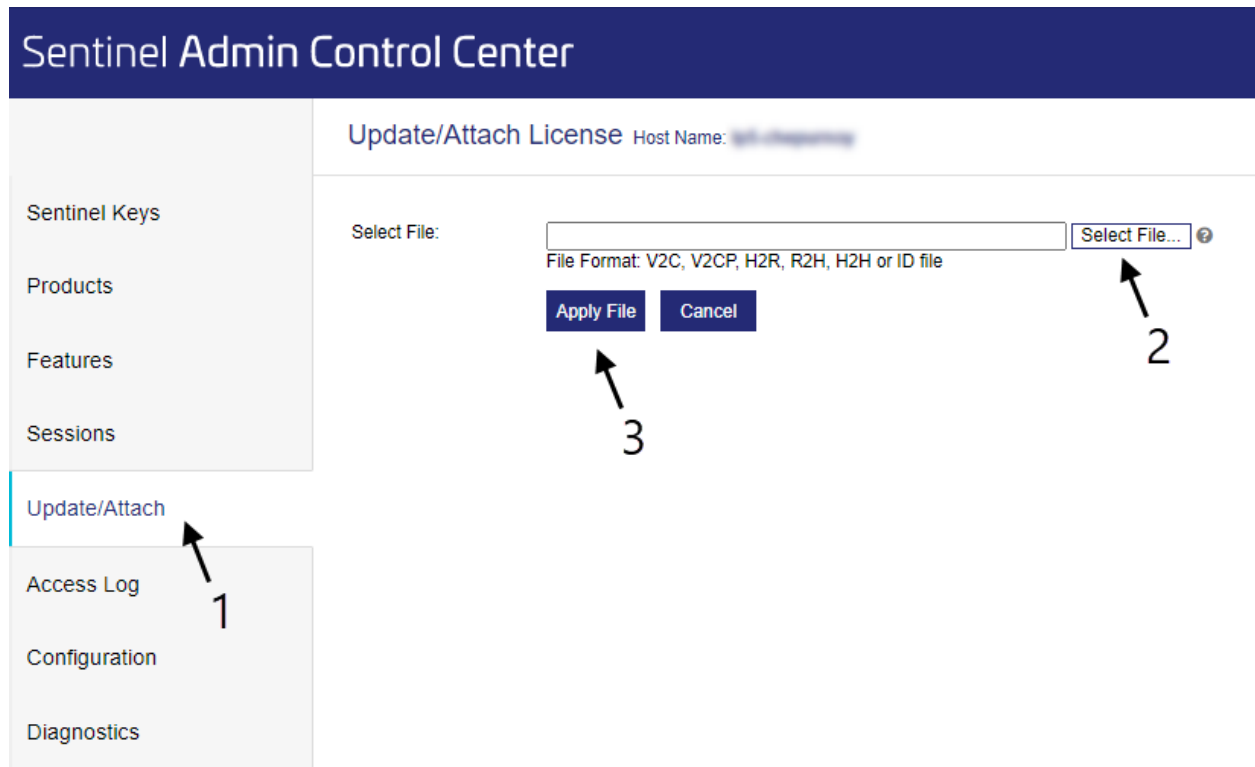 Sentinel Admin Control Center
Update/Attach License Host Name:
Sentinel Keys
Products
Features
Sessions
Update/Attach
Access Log
Configuration
Diagnostics
Select File:
Select File...
?
File Format: V2C, V2CP, H2R, R2H, H2H or ID file
Apply File Cancel
1
2
3